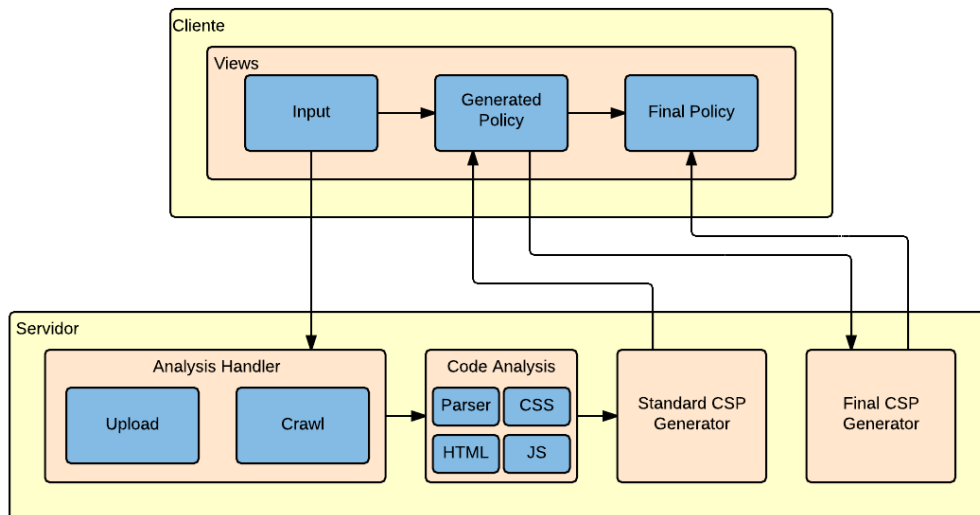 Cliente
Views
Input
Generated
Policy
Final Policy
Servidor
Analysis Handler
Upload
Crawl
Code Analysis
Parser
CSS
HTML
JS
Standard CSP
Generator
Final CSP
Generator